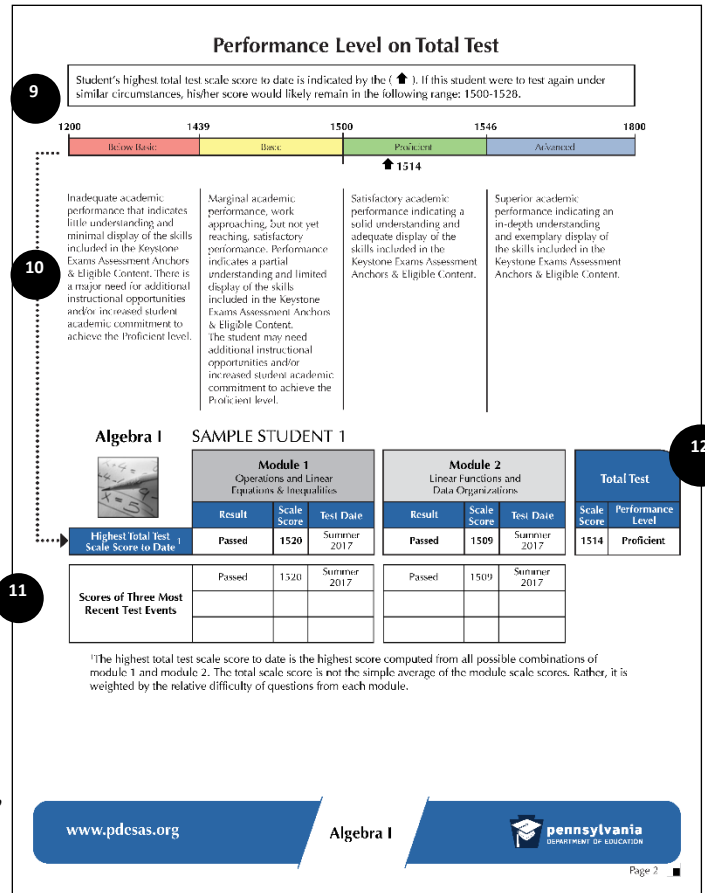 Performance Level on Total Test
9
Student's highest total test scale score to date is indicated by the ( ⬆ ). If this student were to test again under
similar circumstances, his/her score would likely remain in the following range: 1500-1528.
1200 1439 1500 1546 1800
Below Basic Basic Proficient Advanced
⬆ 1514
10
Inadequate academic
performance that indicates
little understanding and
minimal display of the skills
included in the Keystone
Exams Assessment Anchors
& Eligible Content. There is
a major need for additional
instructional opportunities
and/or increased student
academic commitment to
achieve the Proficient level.
Marginal academic
performance, work
approaching, but not yet
reaching, satisfactory
performance. Performance
indicates a partial
understanding and limited
display of the skills
included in the Keystone
Exams Assessment Anchors
& Eligible Content.
The student may need
additional instructional
opportunities and/or
increased student academic
commitment to achieve the
Proficient level.
Satisfactory academic
performance indicating a
solid understanding and
adequate display of the
skills included in the
Keystone Exams Assessment
Anchors & Eligible Content.
Superior academic
performance indicating an
in-depth understanding
and exemplary display of
the skills included in the
Keystone Exams Assessment
Anchors & Eligible Content.
Algebra I SAMPLE STUDENT 1
12
Module 1
Operations and Linear
Equations & Inequalities
Module 2
Linear Functions and
Data Organizations
Total Test
Result Scale Score Test Date Result Scale Score Test Date Scale Score Performance Level
Highest Total Test
Scale Score to Date¹
Passed 1520 Summer 2017 Passed 1509 Summer 2017 1514 Proficient
11
Scores of Three Most
Recent Test Events
Passed 1520 Summer 2017 Passed 1509 Summer 2017
¹The highest total test scale score to date is the highest score computed from all possible combinations of
module 1 and module 2. The total scale score is not the simple average of the module scale scores. Rather, it is
weighted by the relative difficulty of questions from each module.
www.pdesas.org
Algebra I
pennsylvania
DEPARTMENT OF EDUCATION
Page 2